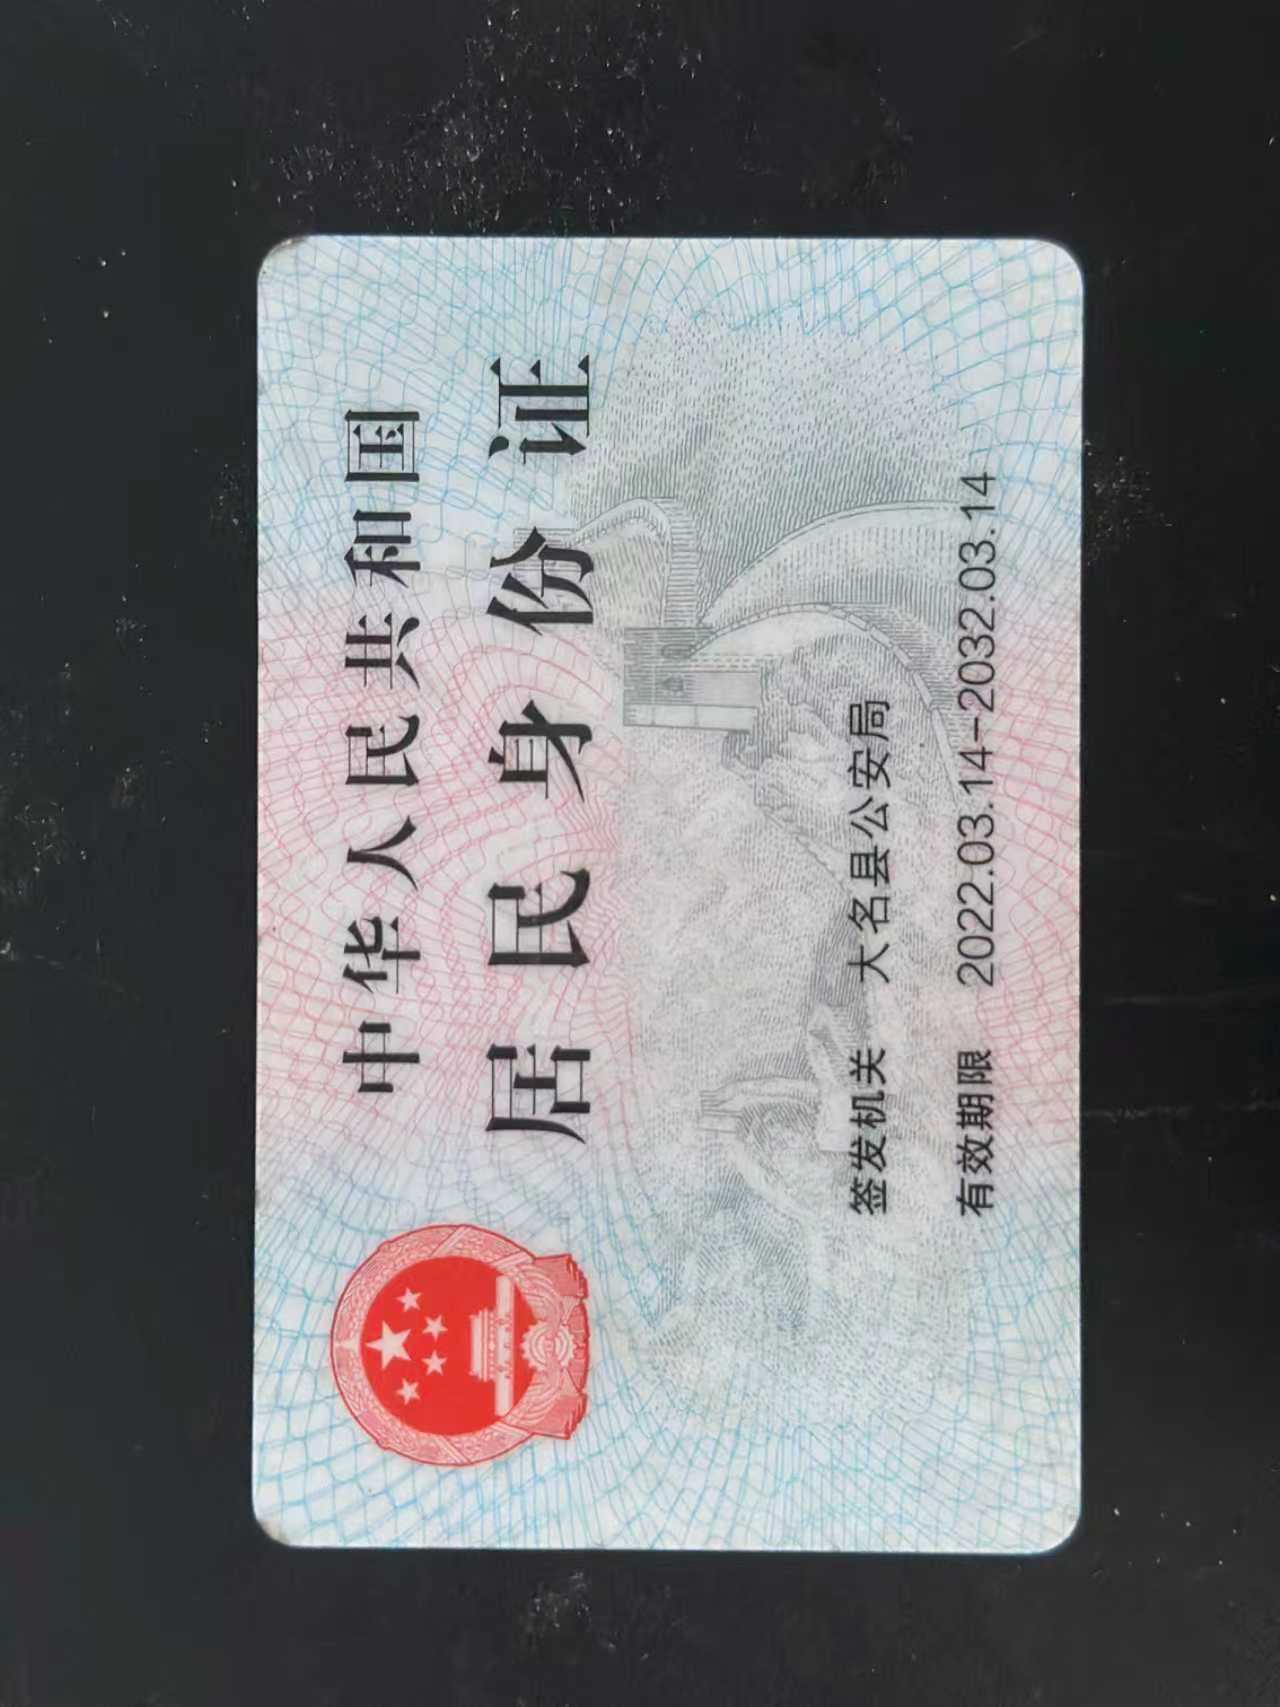 中华人民共和国
居民身份证
签发机关 大名县公安局
有效期限 2022.03.14-2032.03.14